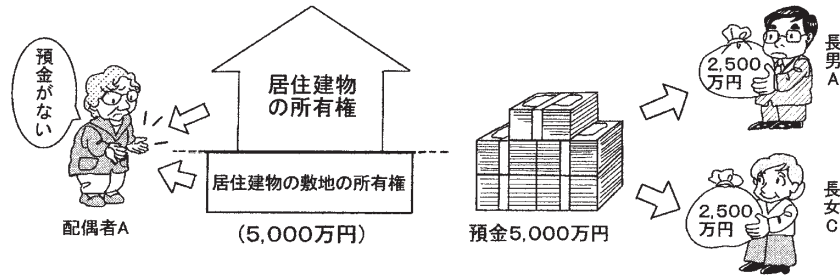 預金がない
配偶者A
居住建物
の所有権
居住建物の敷地の所有権
(5,000万円)
預金5,000万円
2,500
万円
長男A
2,500
万円
長女C